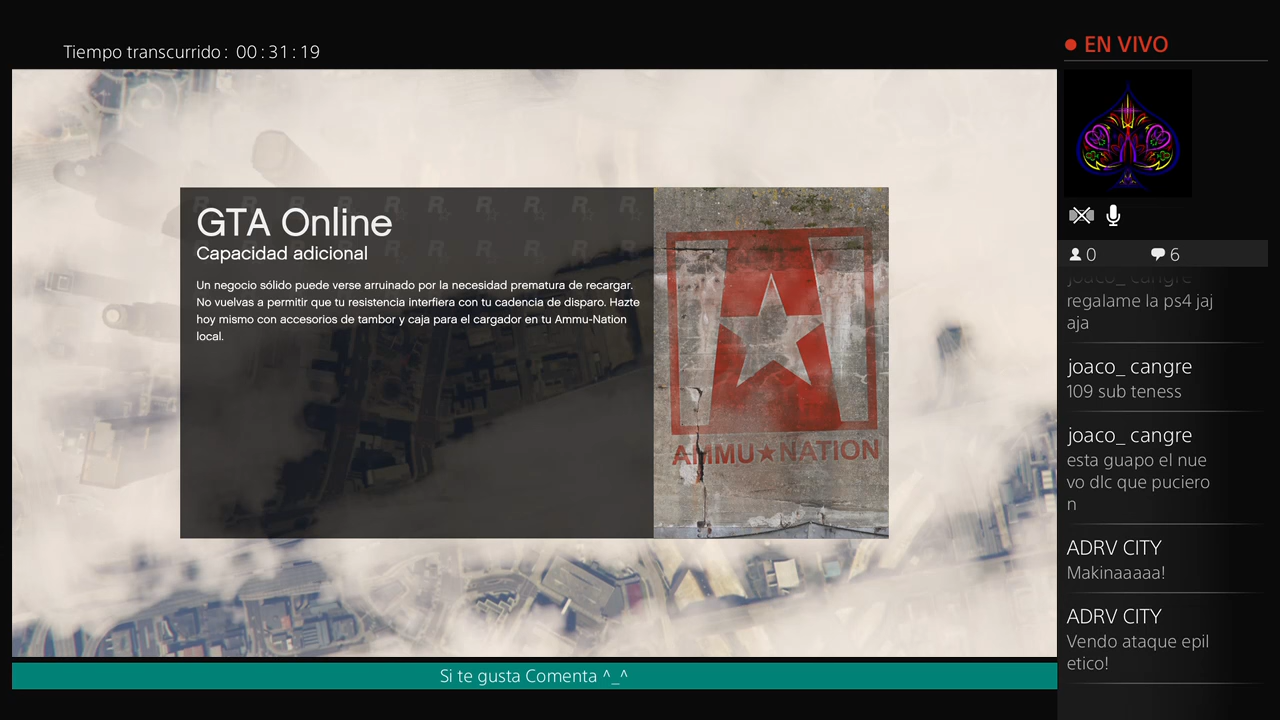 Tiempo transcurrido: 00:31:19
EN VIVO
GTA Online
Capacidad adicional
Un negocio sólido puede verse arruinado por la necesidad prematura de recargar.
No vuelvas a permitir que tu resistencia interfiera con tu cadencia de disparo. Hazte
hoy mismo con accesorios de tambor y caja para el cargador en tu Ammu-Nation
local.
AMMU★NATION
0
6
joaco_ cangre
regalame la ps4 jaj
aja
joaco_ cangre
109 sub teness
joaco_ cangre
esta guapo el nue
vo dlc que puciero
n
ADRV CITY
Makinaaaaa!
ADRV CITY
Vendo ataque epil
etico!
Si te gusta Comenta ^_^